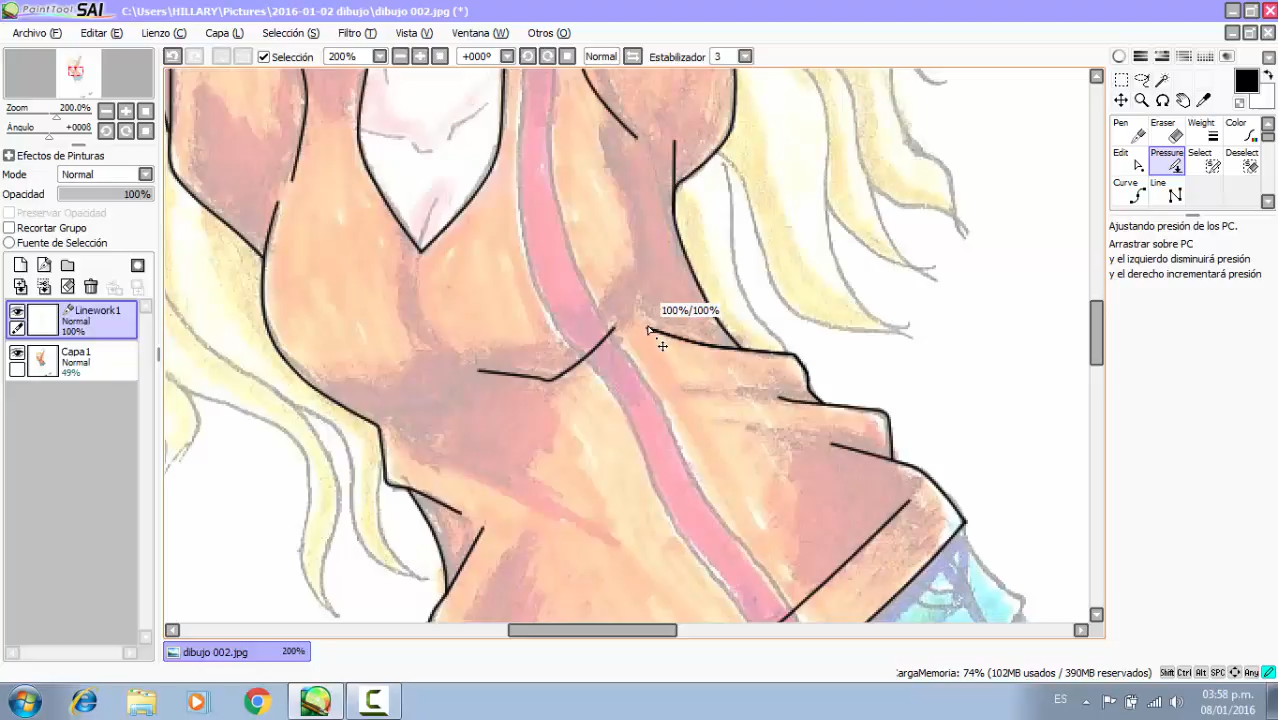 PaintTool SAI C:\Users\HILLARY\Pictures\2016-01-02 dibujo\dibujo 002.jpg (*)
Archivo (F) Editar (E) Lienzo (C) Capa (L) Selección (S) Filtro (T) Vista (V) Ventana (W) Otros (O)
Selección 200% +000º Normal Estabilizador 3
Zoom 200.0%
Ángulo +000ß
Efectos de Pinturas
Modo Normal
Opacidad 100%
Preservar Opacidad
Recortar Grupo
Fuente de Selección
Linework1
Normal
100%
Capa1
Normal
49%
100%/100%
Pen Eraser Weight Color
Edit Pressure Select Deselect
Curve Line
Ajustando presión de los PC.
Arrastrar sobre PC
y el izquierdo disminuirá presión
y el derecho incrementará presión
dibujo 002.jpg 200%
argaMemoria: 74% (102MB usados / 390MB reservados) Shift Ctrl Alt SPC Any
ES 03:58 p.m.
08/01/2016